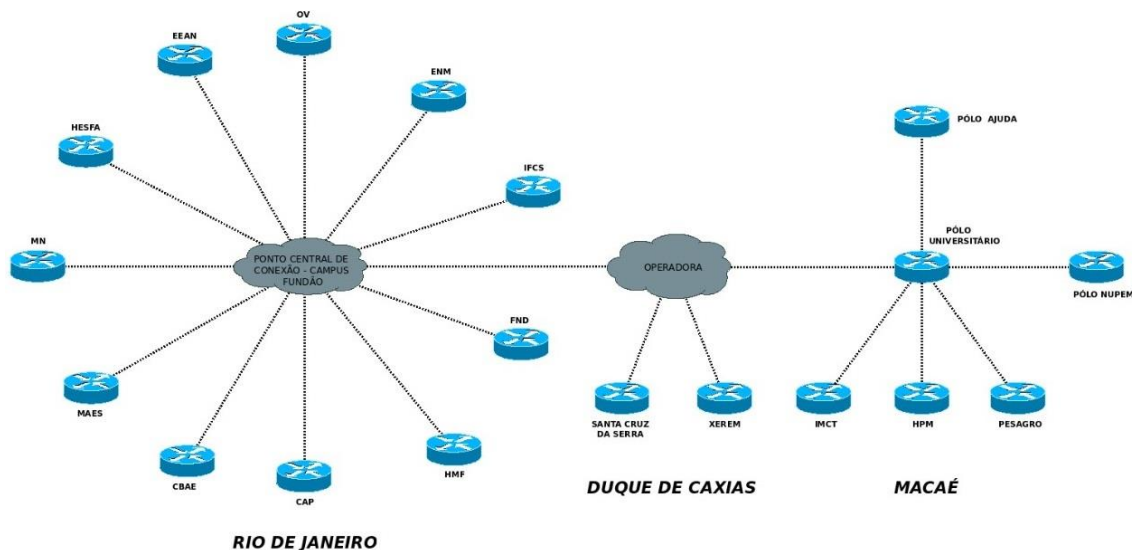 OV
EEAN
ENM
HESFA
IFCS
MN
PONTO CENTRAL DE
CONEXÃO - CAMPUS
FUNDÃO
FND
MAES
CBAE
CAP
HMF
RIO DE JANEIRO
OPERADORA
SANTA CRUZ
DA SERRA
XEREM
DUQUE DE CAXIAS
PÓLO AJUDA
PÓLO
UNIVERSITÁRIO
PÓLO NUPEM
IMCT
HPM
PESAGRO
MACAÉ